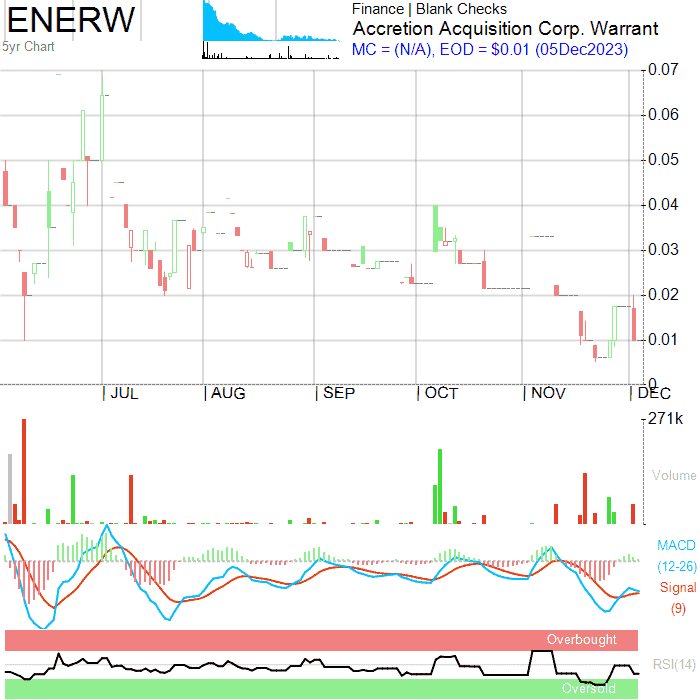 ENERW
5yr Chart
Finance | Blank Checks
Accretion Acquisition Corp. Warrant
MC = (N/A), EOD = $0.01 (05Dec2023)
0.07
0.06
0.05
0.04
0.03
0.02
0.01
0
JUL AUG SEP OCT NOV DEC
271k
Volume
MACD
(12-26)
Signal
(9)
Overbought
RSI(14)
Oversold